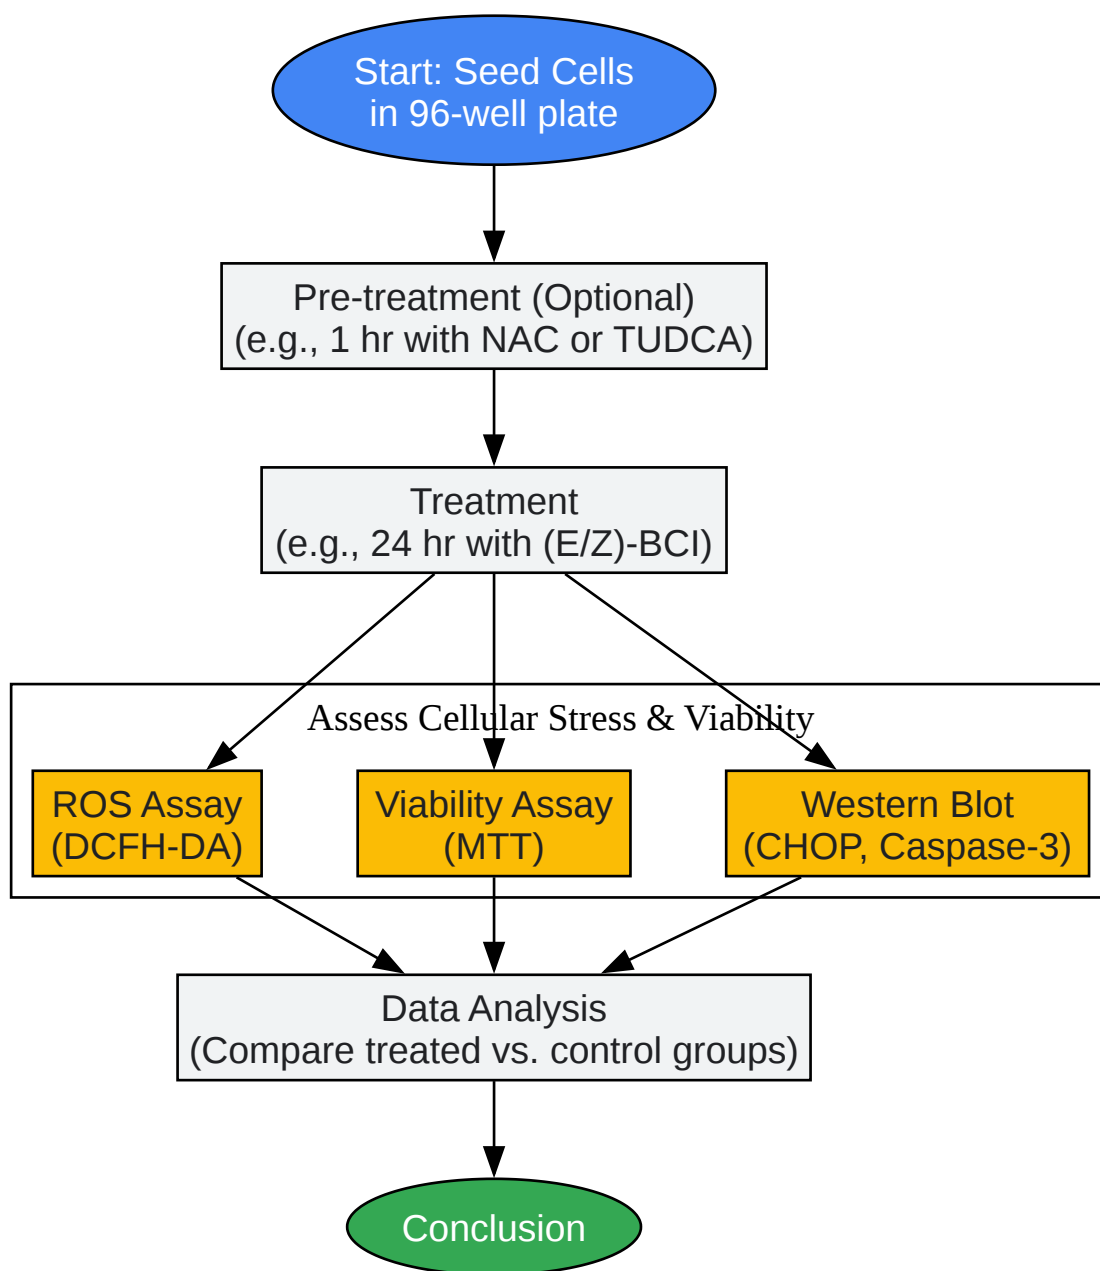 Start: Seed Cells
in 96-well plate
Pre-treatment (Optional)
(e.g., 1 hr with NAC or TUDCA)
Treatment
(e.g., 24 hr with (E/Z)-BCI)
Assess Cellular Stress & Viability
ROS Assay
(DCFH-DA)
Viability Assay
(MTT)
Western Blot
(CHOP, Caspase-3)
Data Analysis
(Compare treated vs. control groups)
Conclusion